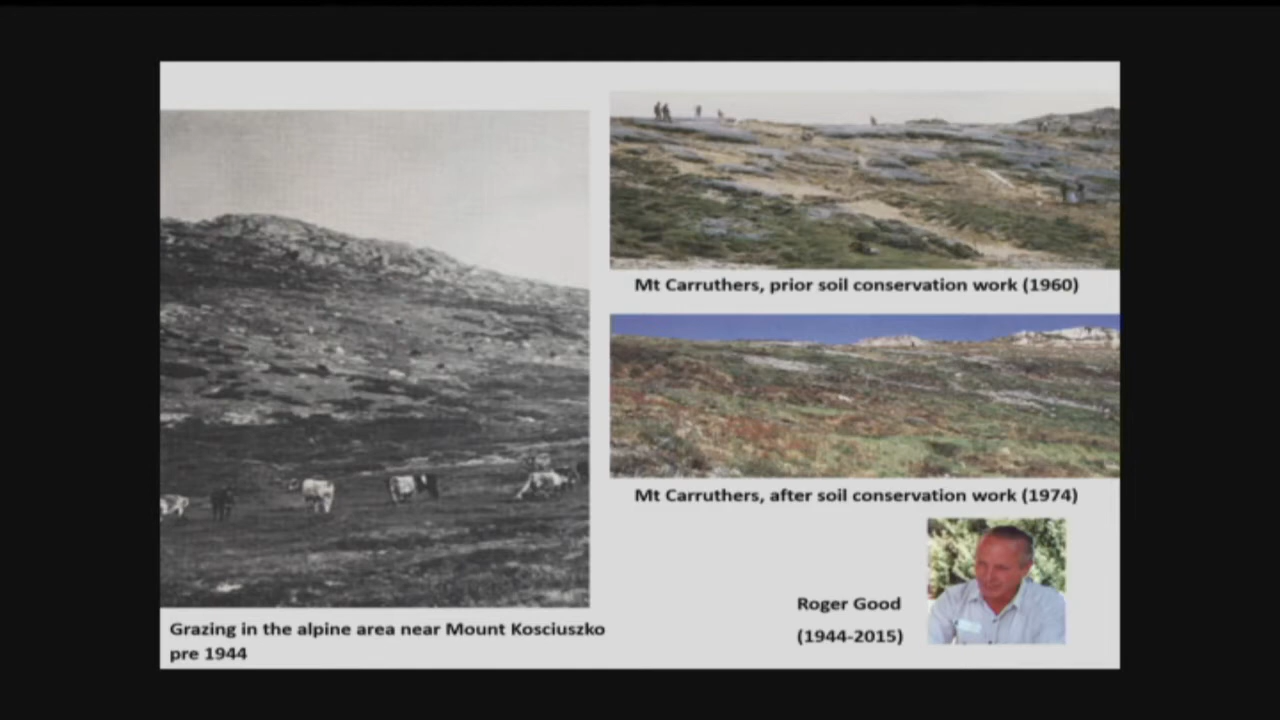 Mt Carruthers, prior soil conservation work (1960)
Mt Carruthers, after soil conservation work (1974)
Roger Good
(1944-2015)
Grazing in the alpine area near Mount Kosciuszko
pre 1944